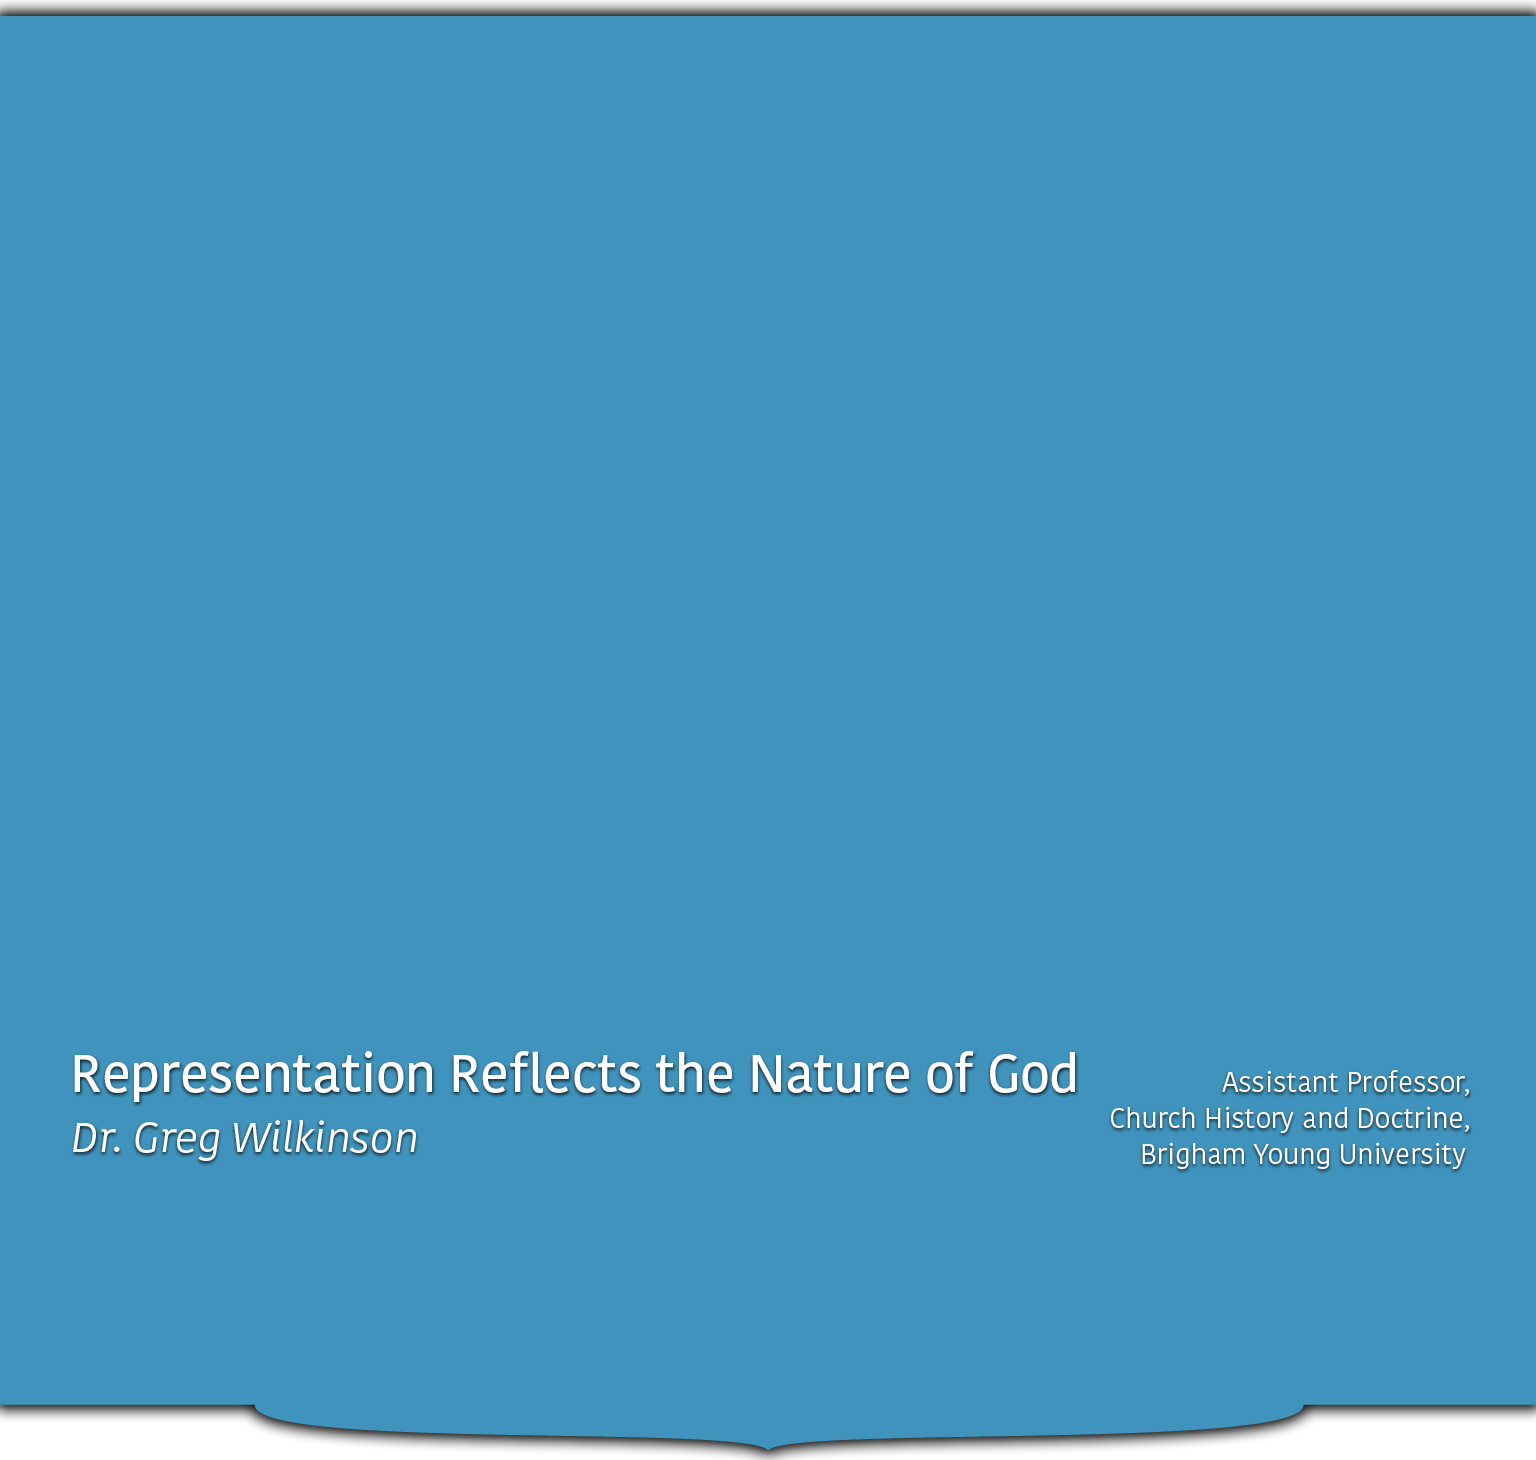 Representation Reflects the Nature of God
Dr. Greg Wilkinson
Assistant Professor,
Church History and Doctrine,
Brigham Young University